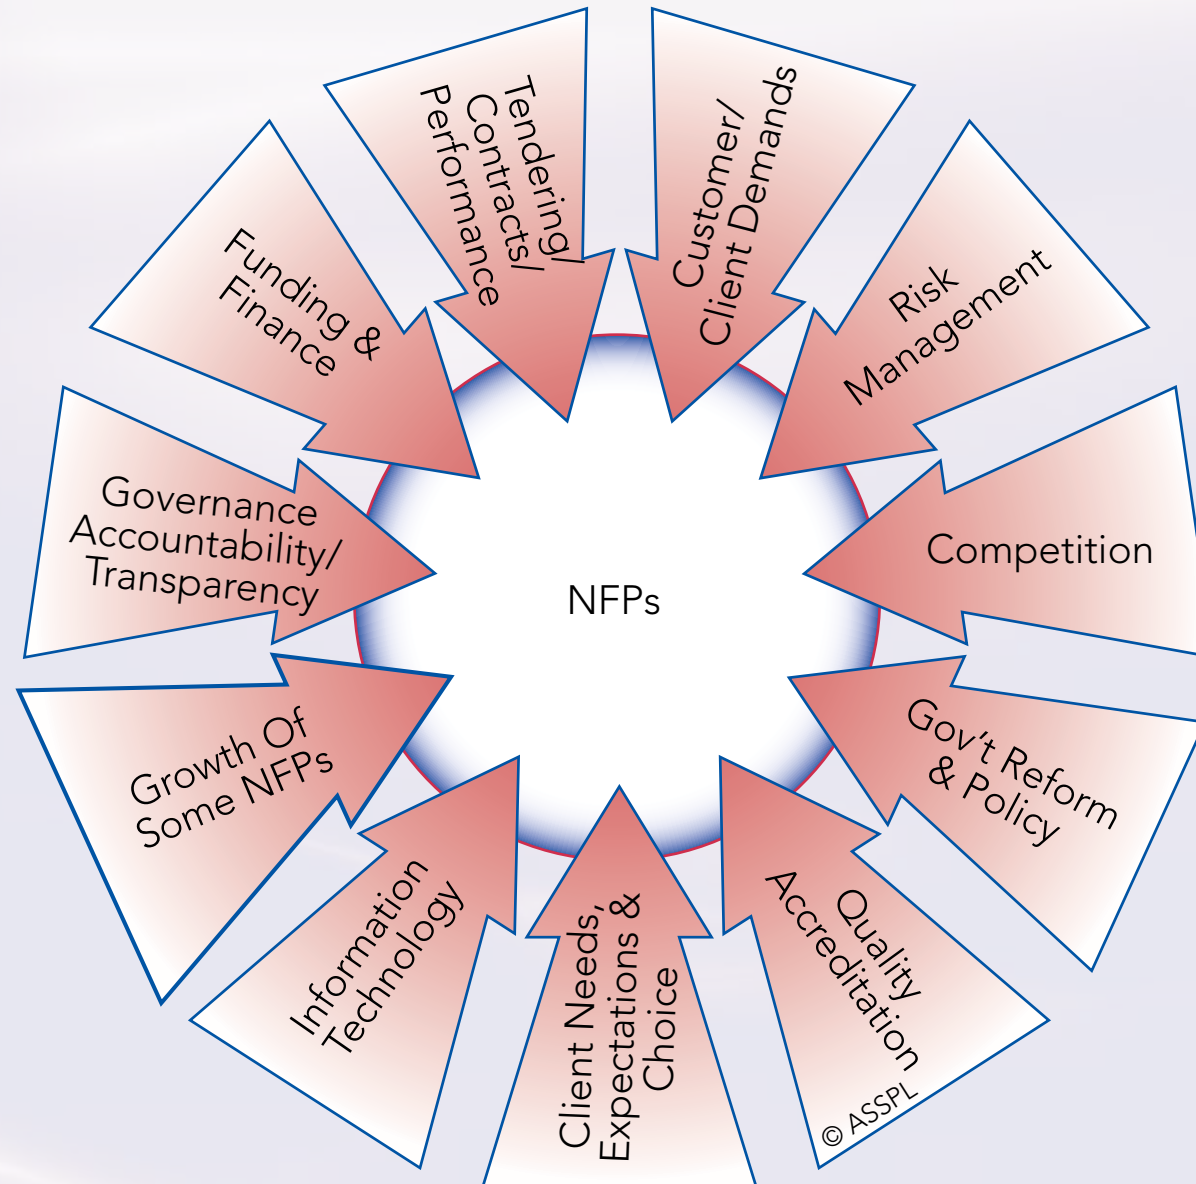 Tendering/
Contracts/
Performance
Customer/
Client Demands
Risk
Management
Competition
Gov't Reform
& Policy
Quality
Accreditation
© ASSPL
Client Needs,
Expectations &
Choice
Information
Technology
Growth Of
Some NFPs
Governance
Accountability/
Transparency
Funding &
Finance
NFPs